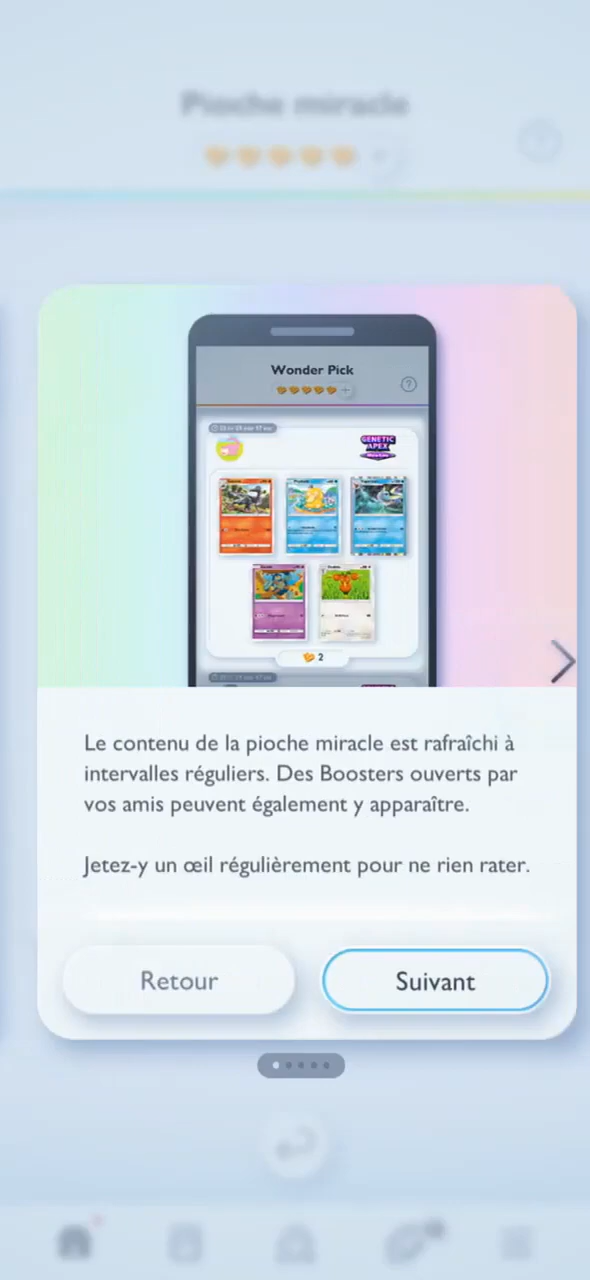 Pioche miracle
Wonder Pick
GENETIC
APEX
2
Le contenu de la pioche miracle est rafraîchi à
intervalles réguliers. Des Boosters ouverts par
vos amis peuvent également y apparaître.
Jetez-y un œil régulièrement pour ne rien rater.
Retour
Suivant